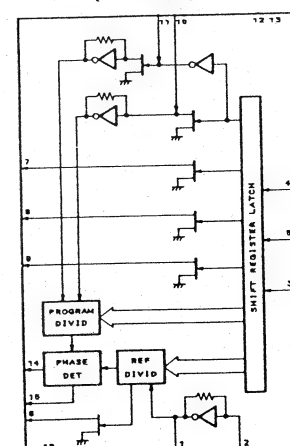 11 10 12 13
7
8
9
4
5
3
SHIFT REGISTER LATCH
PROGRAM
DIVID
14
PHASE
DET
REF
DIVID
15
6
1
2